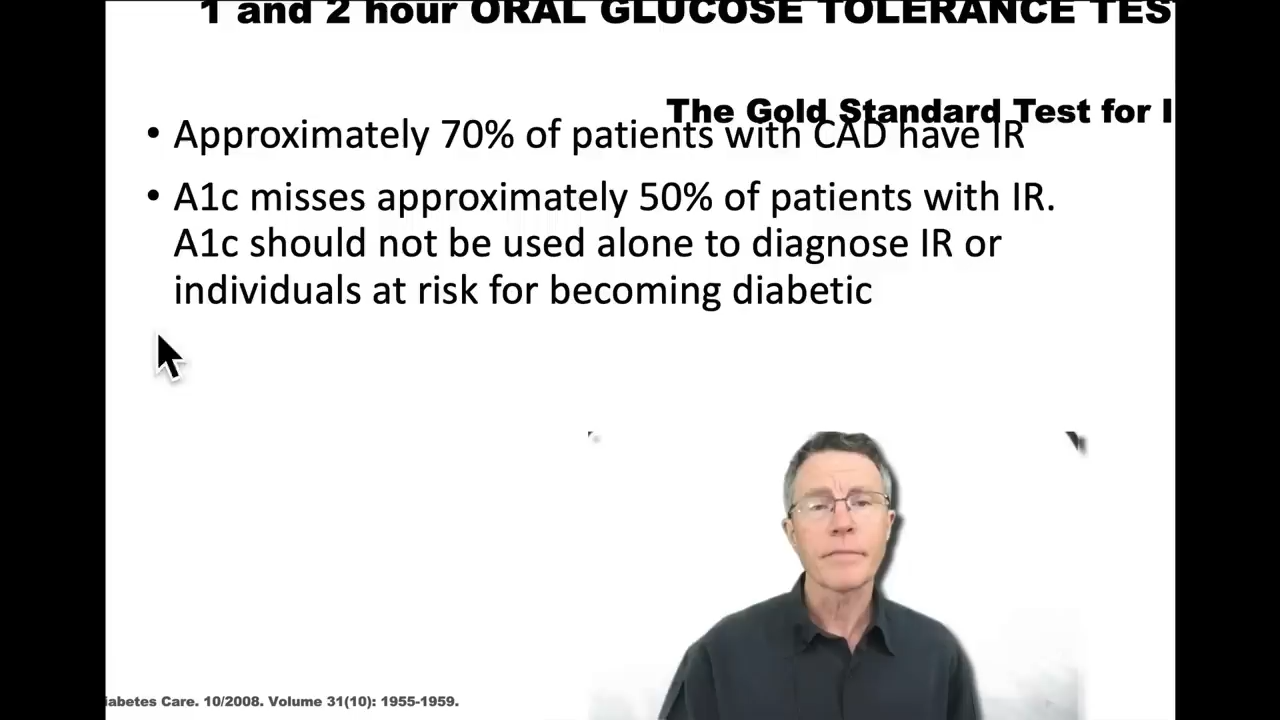 1 and 2 hour ORAL GLUCOSE TOLERANCE TES
The Gold Standard Test for I
• Approximately 70% of patients with CAD have IR
• A1c misses approximately 50% of patients with IR.
A1c should not be used alone to diagnose IR or
individuals at risk for becoming diabetic
iabetes Care. 10/2008. Volume 31(10): 1955-1959.